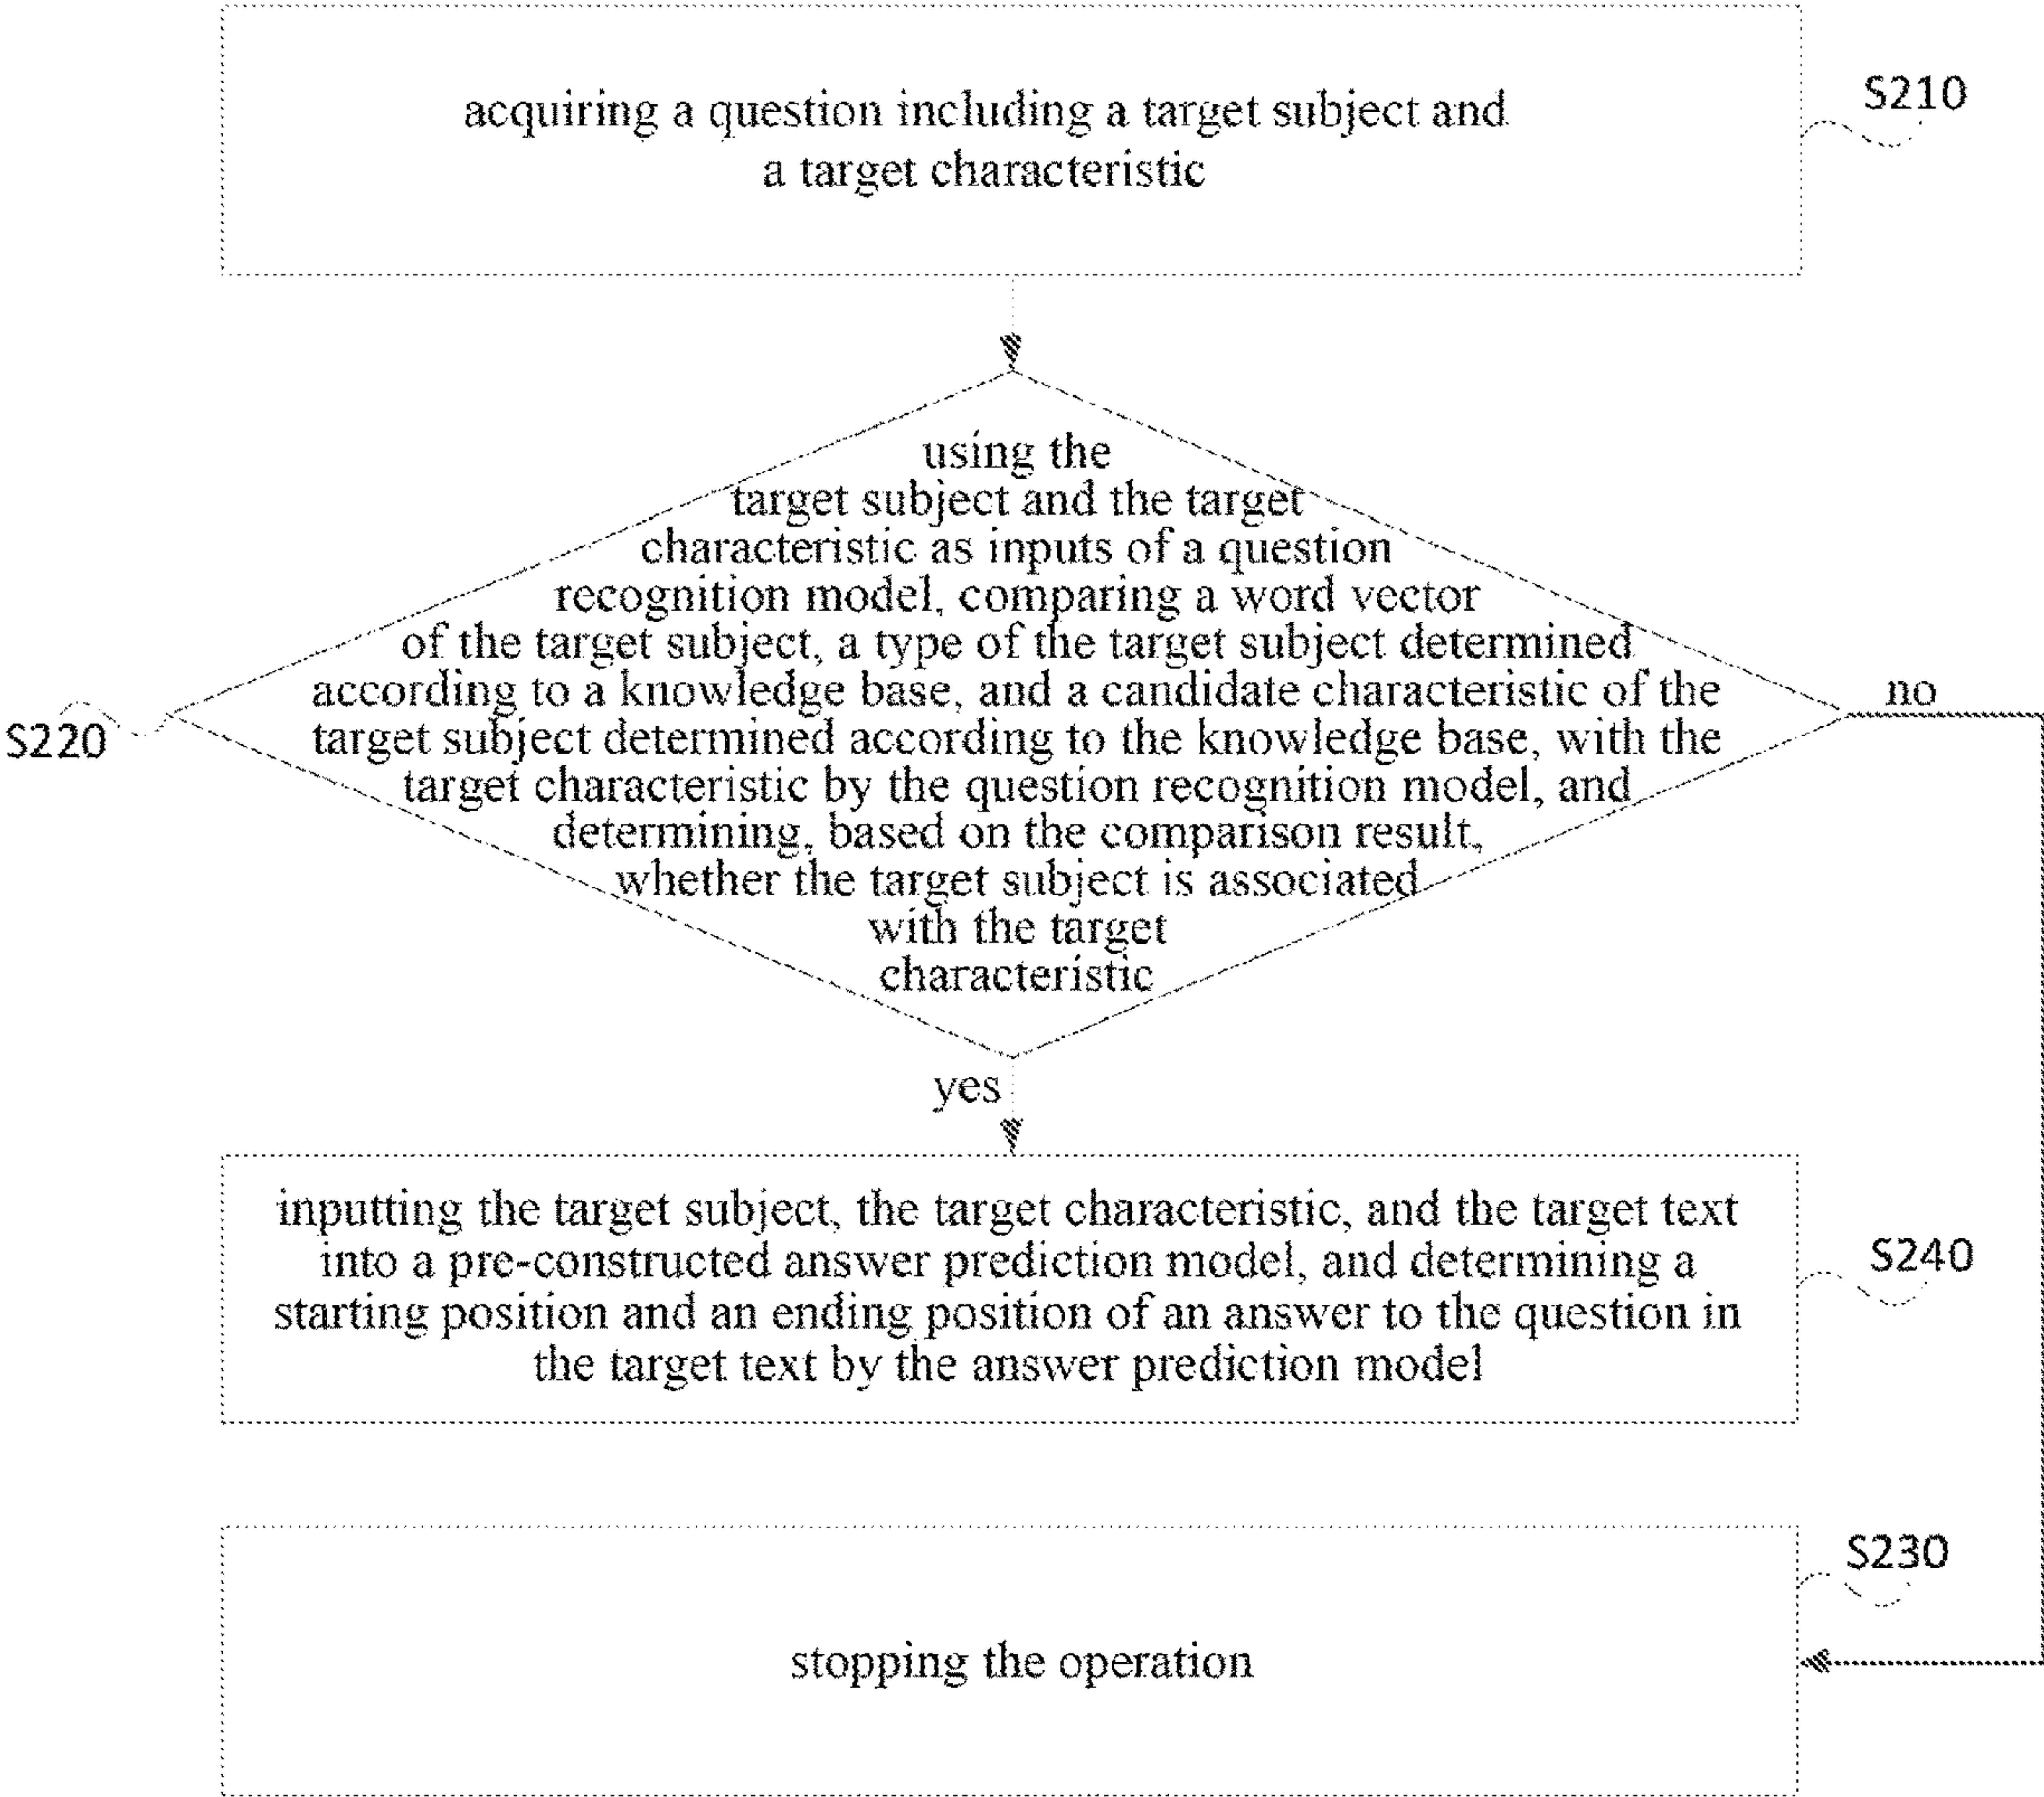 acquiring a question including a target subject and
a target characteristic
S210
using the
target subject and the target
characteristic as inputs of a question
recognition model, comparing a word vector
of the target subject, a type of the target subject determined
according to a knowledge base, and a candidate characteristic of the
target subject determined according to the knowledge base, with the
target characteristic by the question recognition model, and
determining, based on the comparison result,
whether the target subject is associated
with the target
characteristic
S220
no
yes
inputting the target subject, the target characteristic, and the target text
into a pre-constructed answer prediction model, and determining a
starting position and an ending position of an answer to the question in
the target text by the answer prediction model
S240
stopping the operation
S230